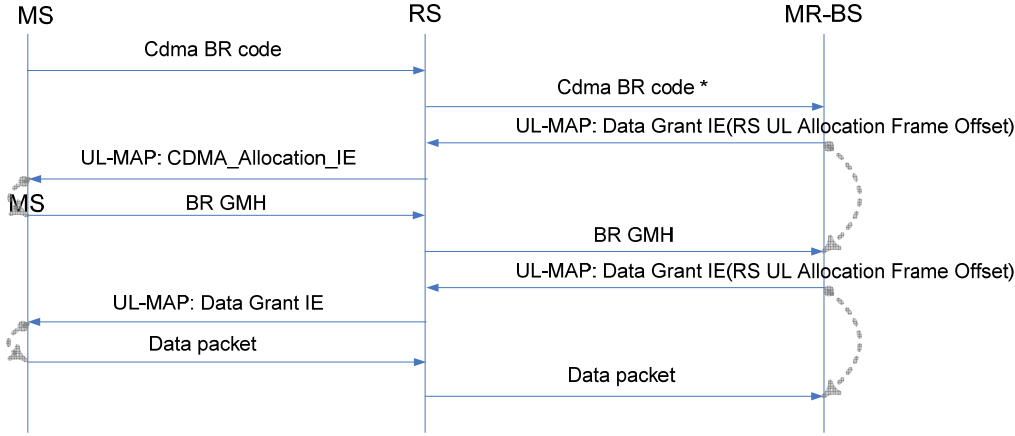 MS
RS
MR-BS
Cdma BR code
Cdma BR code *
UL-MAP: Data Grant IE(RS UL Allocation Frame Offset)
UL-MAP: CDMA_Allocation_IE
MS
BR GMH
BR GMH
UL-MAP: Data Grant IE(RS UL Allocation Frame Offset)
UL-MAP: Data Grant IE
Data packet
Data packet